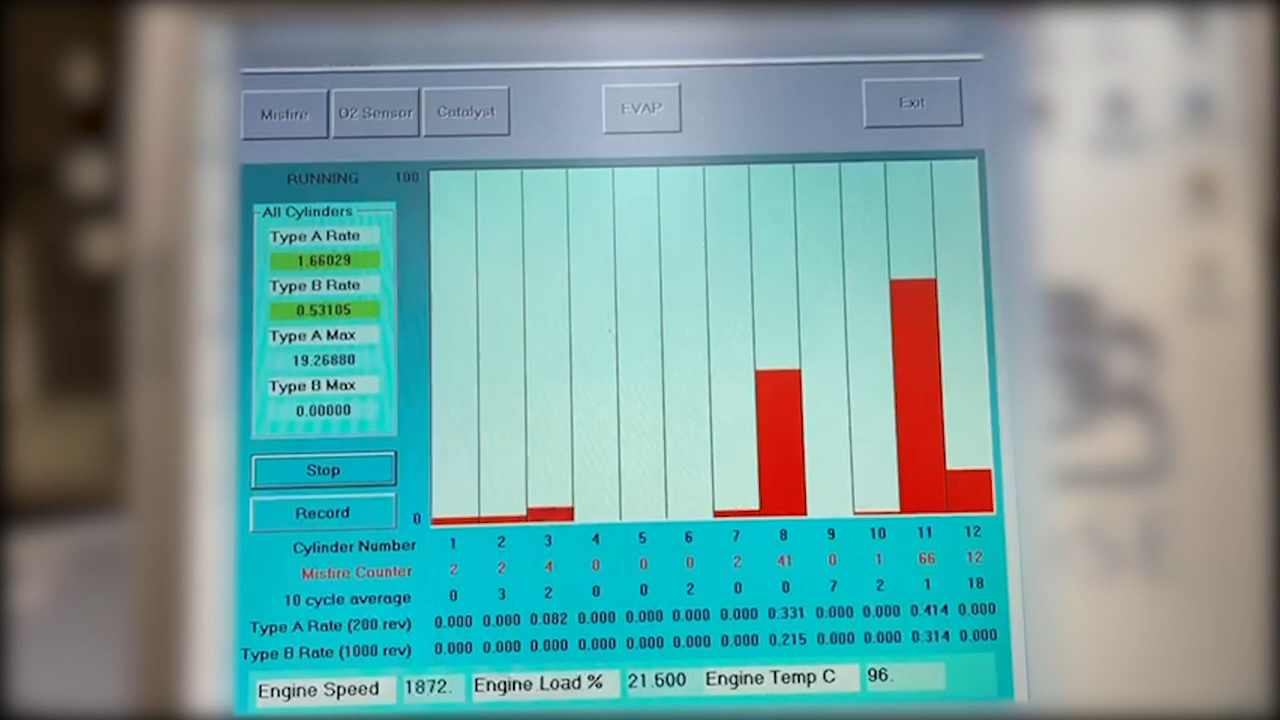 Misfire O2 Sensor Catalyst EVAP Exit
RUNNING 100
All Cylinders
Type A Rate
1.66029
Type B Rate
0.53105
Type A Max
19.26880
Type B Max
0.00000
Stop
Record 0
Cylinder Number 1 2 3 4 5 6 7 8 9 10 11 12
Misfire Counter 2 2 4 0 0 0 2 41 0 1 66 12
10 cycle average 0 3 2 0 0 2 0 0 7 2 1 18
Type A Rate (200 rev) 0.000 0.000 0.082 0.000 0.000 0.000 0.000 0.331 0.000 0.000 0.414 0.000
Type B Rate (1000 rev) 0.000 0.000 0.000 0.000 0.000 0.000 0.000 0.215 0.000 0.000 0.314 0.000
Engine Speed 1872. Engine Load % 21.500 Engine Temp C 96.